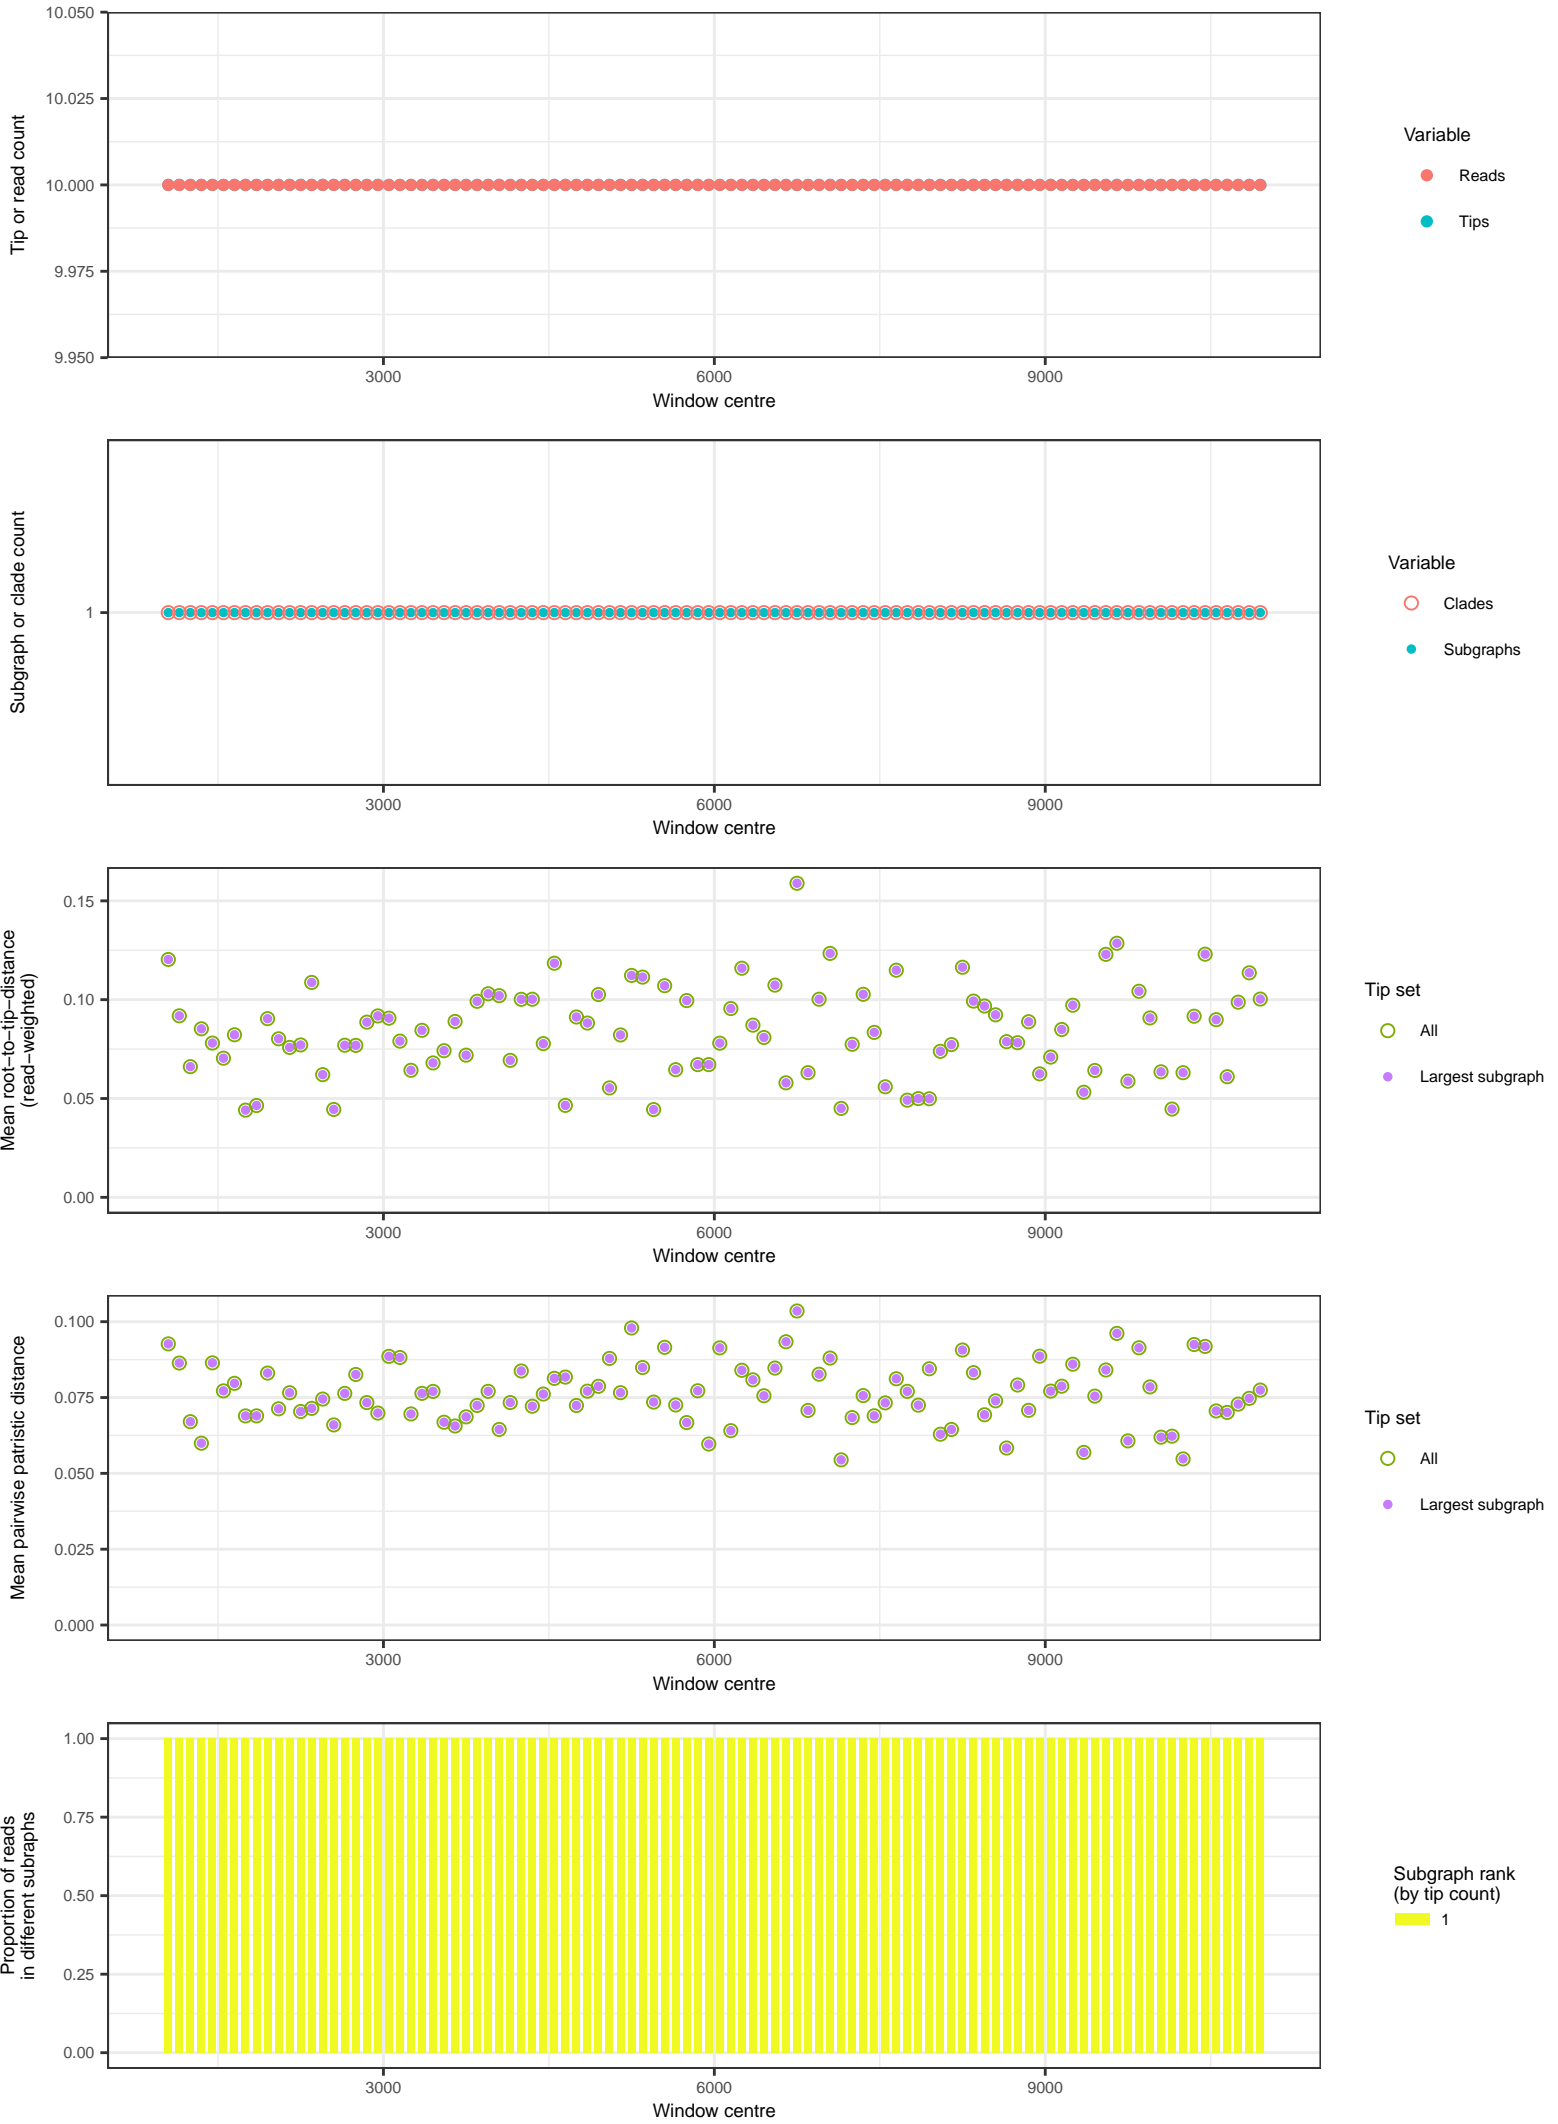 10.050
10.025
10.000
9.975
9.950
Tip or read count
3000
6000
9000
Window centre
Variable
Reads
Tips
1
Subgraph or clade count
3000
6000
9000
Window centre
Variable
Clades
Subgraphs
0.15
0.10
0.05
0.00
Mean root−to−tip−distance
(read−weighted)
3000
6000
9000
Window centre
Tip set
All
Largest subgraph
0.100
0.075
0.050
0.025
0.000
Mean pairwise patristic distance
3000
6000
9000
Window centre
Tip set
All
Largest subgraph
1.00
0.75
0.50
0.25
0.00
Proportion of reads
in different subraphs
3000
6000
9000
Window centre
Subgraph rank
(by tip count)
1